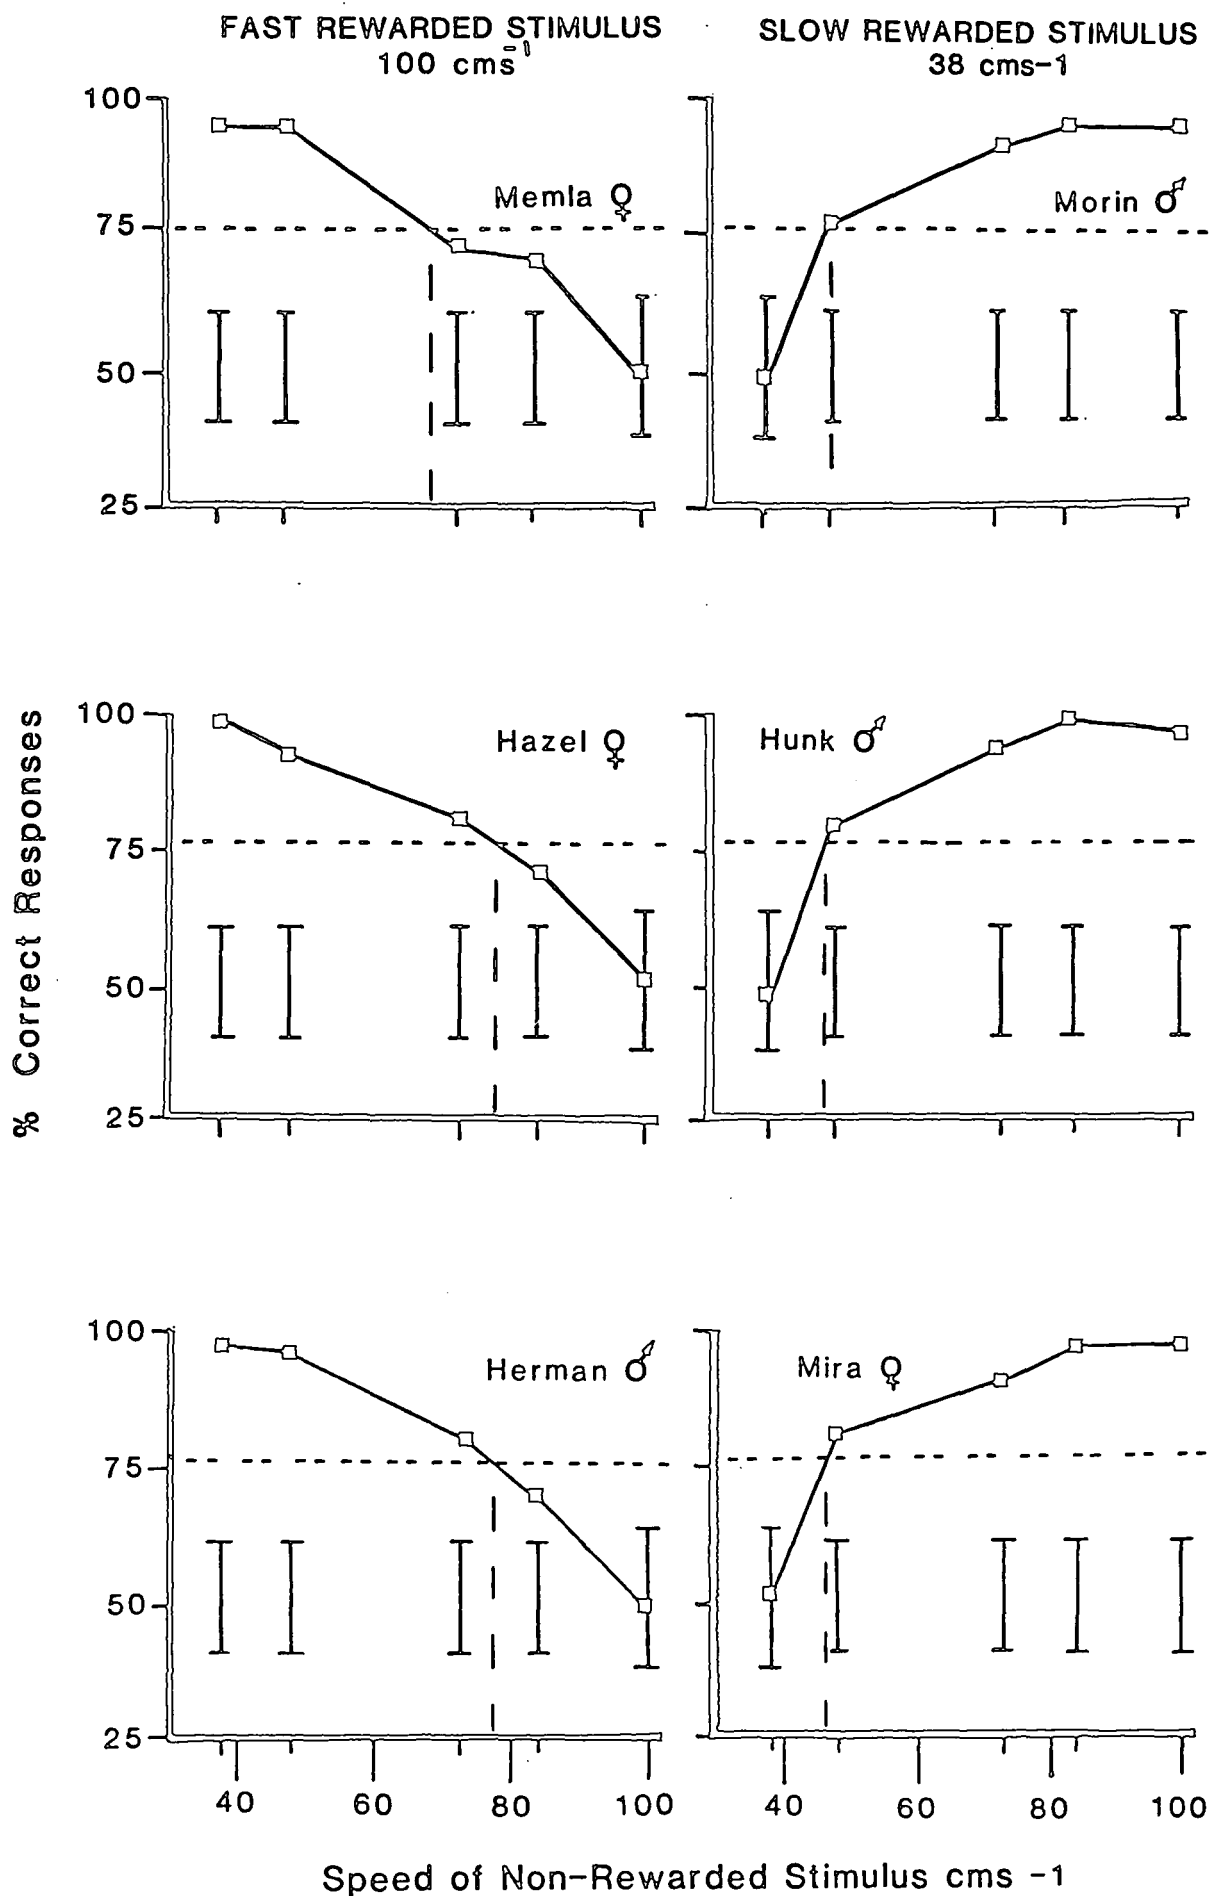 FAST REWARDED STIMULUS
100 cms-1
SLOW REWARDED STIMULUS
38 cms-1
100
75
50
25
Memla ♀
Morin ♂
% Correct Responses
100
75
50
25
Hazel ♀
Hunk ♂
100
75
50
25
Herman ♂
Mira ♀
40 60 80 100
40 60 80 100
Speed of Non-Rewarded Stimulus cms -1